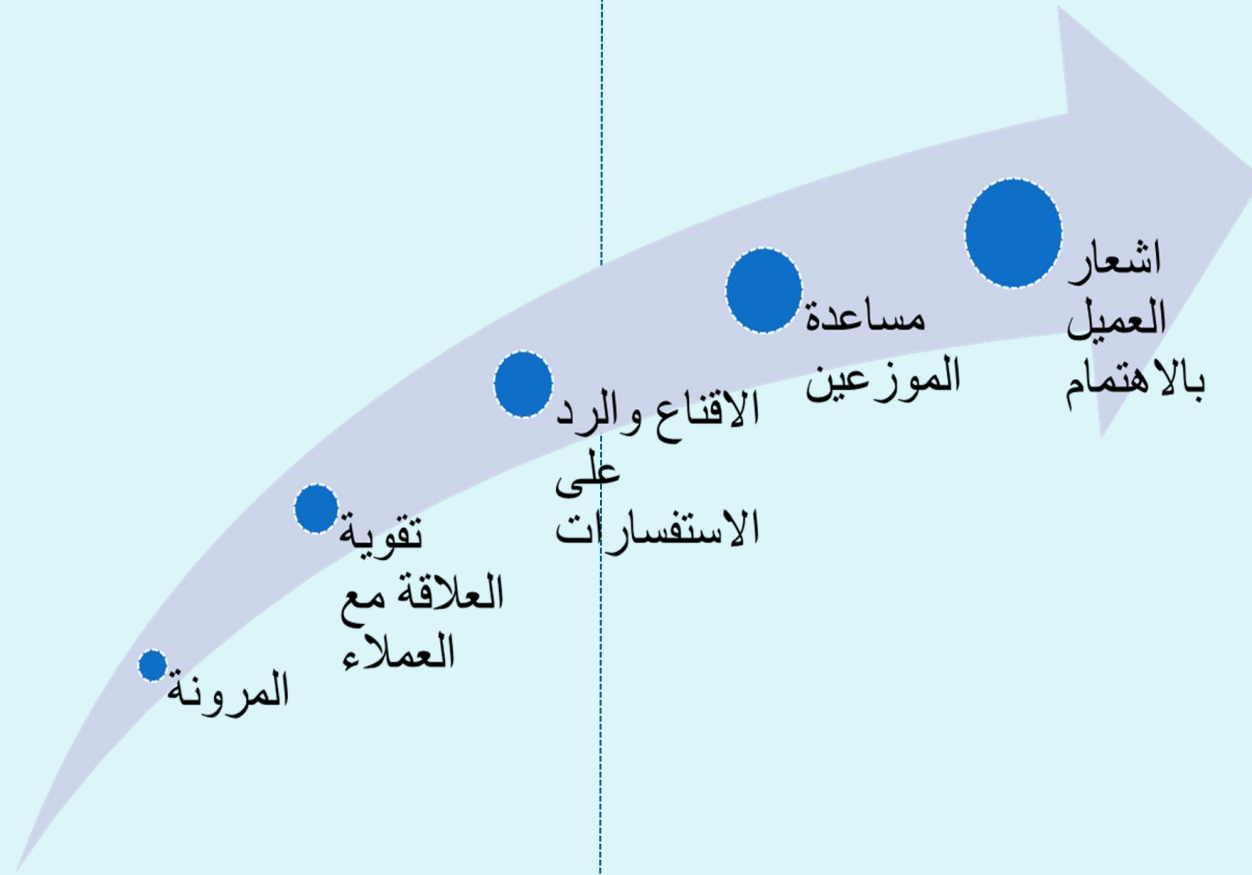 المرونة
تقوية
العلاقة مع
العملاء
الاقناع والرد
على
الاستفسارات
مساعدة
الموزعين
اشعار
العميل
بالاهتمام